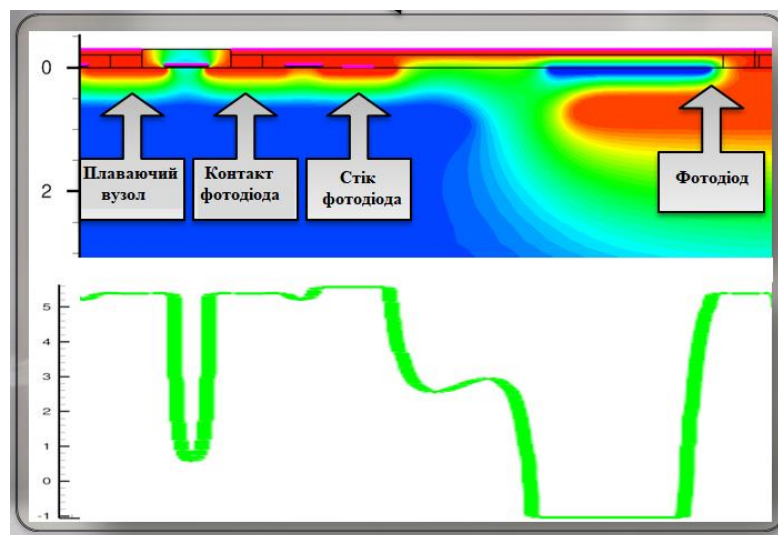 0
Плаваючий
вузол
Контакт
фотодіода
Стік
фотодіода
Фотодіод
2
5
4
3
2
1
0
-1